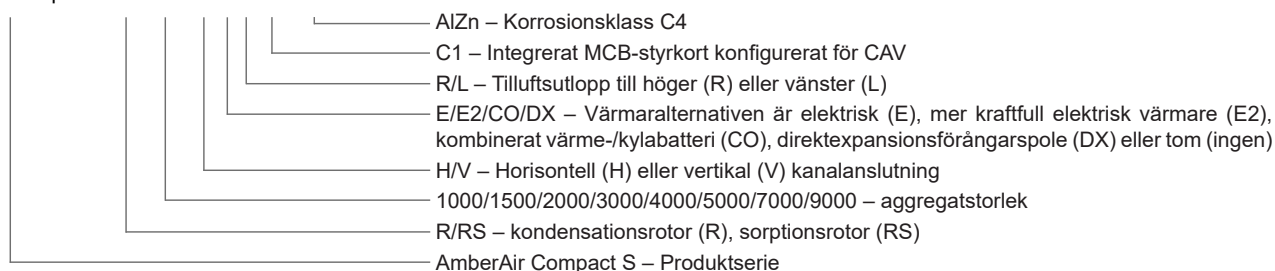 AlZn – Korrosionsklass C4
C1 – Integrerat MCB-styrkort konfigurerat för CAV
R/L – Tilluftsutlopp till höger (R) eller vänster (L)
E/E2/CO/DX – Värmaralternativen är elektrisk (E), mer kraftfull elektrisk värmare (E2),
kombinerat värme-/kylabatteri (CO), direktexpansionsförångarspole (DX) eller tom (ingen)
H/V – Horisontell (H) eller vertikal (V) kanalanslutning
1000/1500/2000/3000/4000/5000/7000/9000 – aggregatstorlek
R/RS – kondensationsrotor (R), sorptionsrotor (RS)
AmberAir Compact S – Produktserie